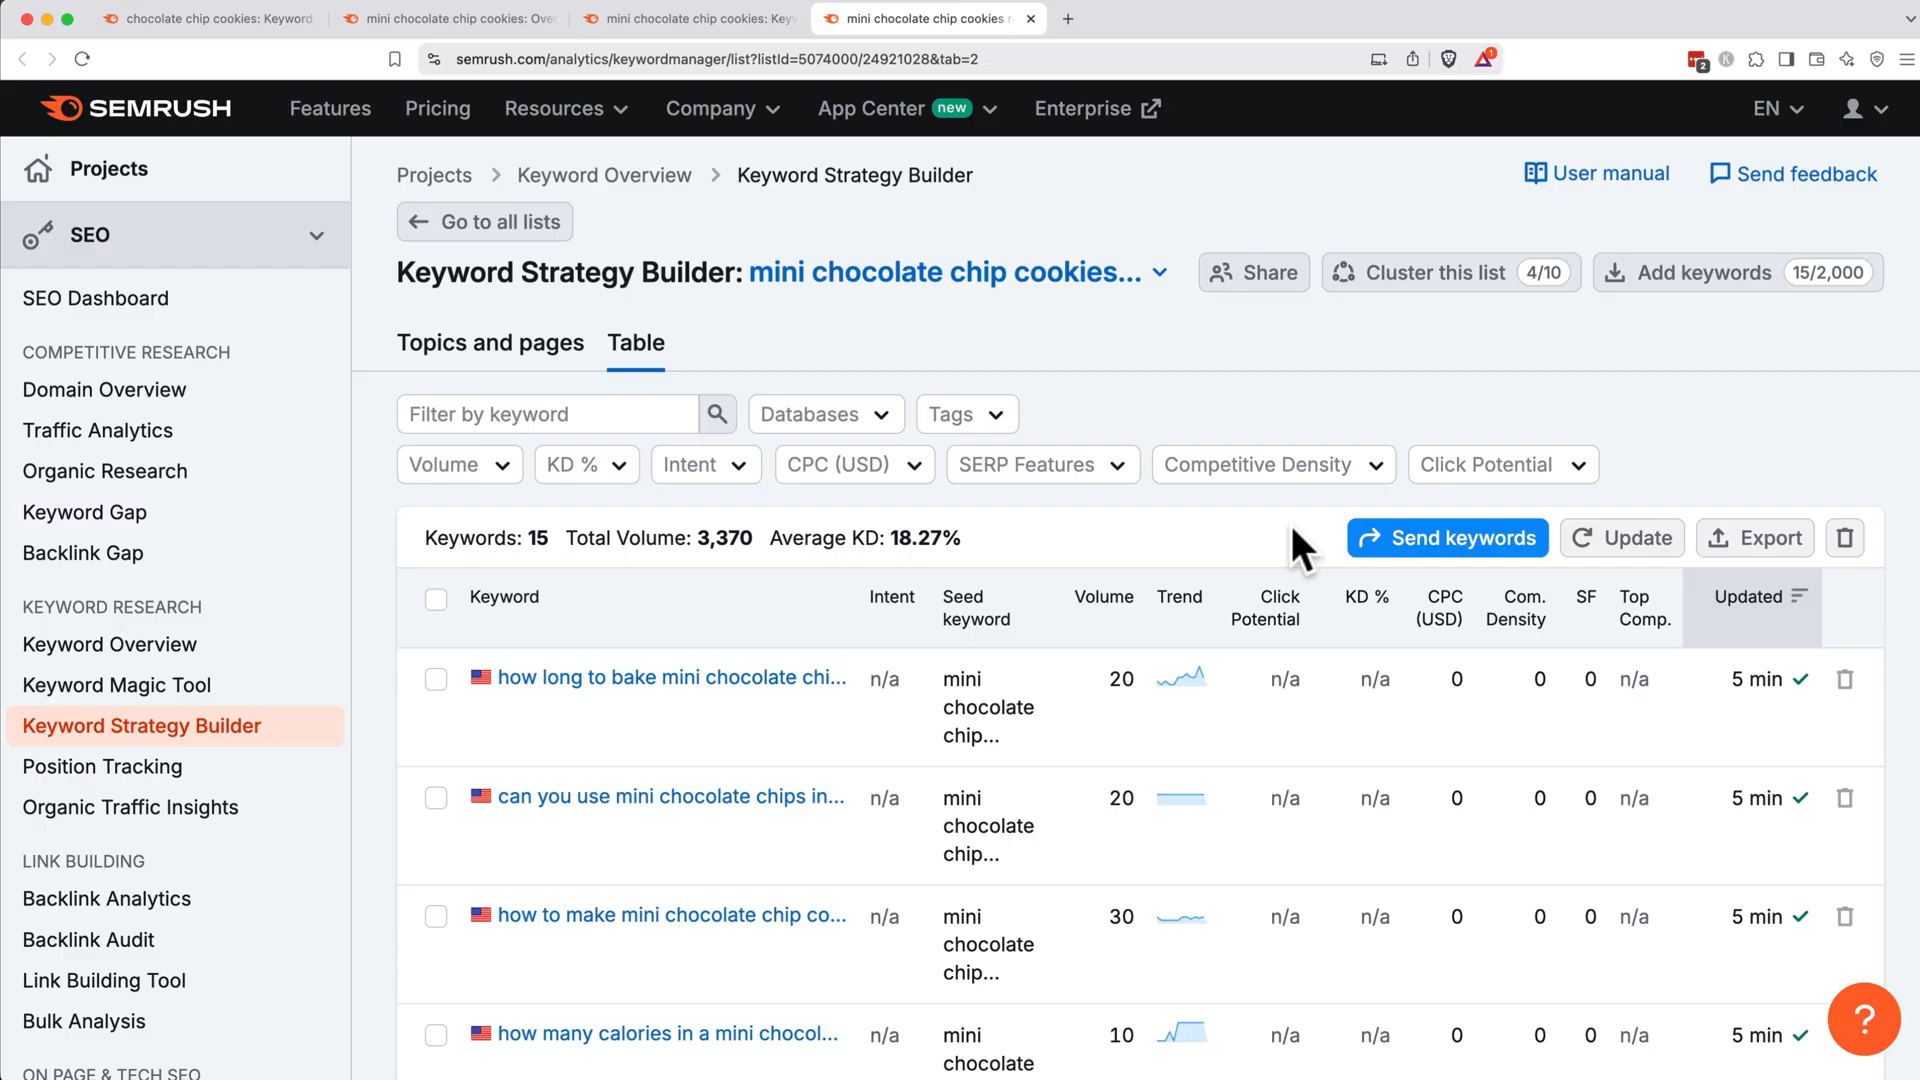 chocolate chip cookies: Keyword
mini chocolate chip cookies: Ove
mini chocolate chip cookies: Key
mini chocolate chip cookies r
semrush.com/analytics/keywordmanager/list?listId=5074000/24921028&tab=2
1
2
K
SEMRUSH
Features
Pricing
Resources
Company
App Center new
Enterprise
EN
Projects
SEO
SEO Dashboard
COMPETITIVE RESEARCH
Domain Overview
Traffic Analytics
Organic Research
Keyword Gap
Backlink Gap
KEYWORD RESEARCH
Keyword Overview
Keyword Magic Tool
Keyword Strategy Builder
Position Tracking
Organic Traffic Insights
LINK BUILDING
Backlink Analytics
Backlink Audit
Link Building Tool
Bulk Analysis
ON PAGE & TECH SEO
Projects > Keyword Overview > Keyword Strategy Builder
User manual
Send feedback
Go to all lists
Keyword Strategy Builder: mini chocolate chip cookies...
Share
Cluster this list 4/10
Add keywords 15/2,000
Topics and pages
Table
Filter by keyword
Databases
Tags
Volume
KD %
Intent
CPC (USD)
SERP Features
Competitive Density
Click Potential
Keywords: 15 Total Volume: 3,370 Average KD: 18.27%
Send keywords
Update
Export
Keyword
Intent
Seed
keyword
Volume
Trend
Click
Potential
KD %
CPC
(USD)
Com.
Density
SF
Top
Comp.
Updated
how long to bake mini chocolate chi...
n/a
mini
chocolate
chip...
20
n/a
n/a
0
0
0
n/a
5 min
can you use mini chocolate chips in...
n/a
mini
chocolate
chip...
20
n/a
n/a
0
0
0
n/a
5 min
how to make mini chocolate chip co...
n/a
mini
chocolate
chip...
30
n/a
n/a
0
0
0
n/a
5 min
how many calories in a mini chocol...
n/a
mini
chocolate
10
n/a
n/a
0
0
0
n/a
5 min
?